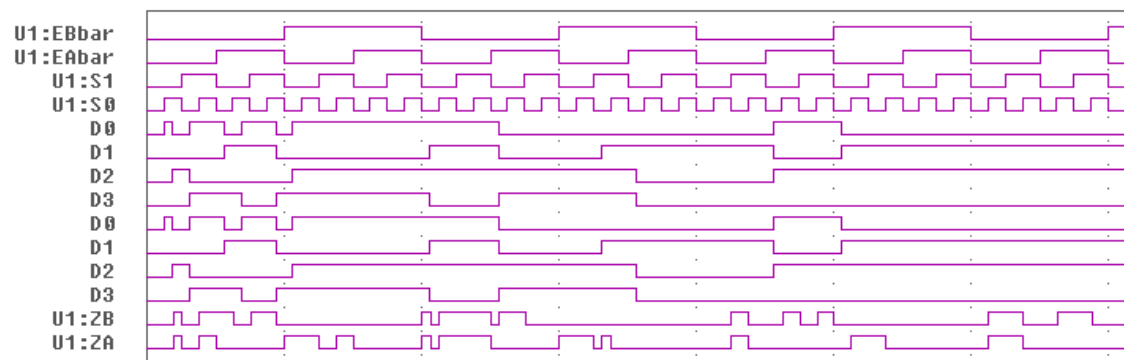 U1:EBbar
U1:EAbar
U1:S1
U1:S0
D0
D1
D2
D3
D0
D1
D2
D3
U1:ZB
U1:ZA